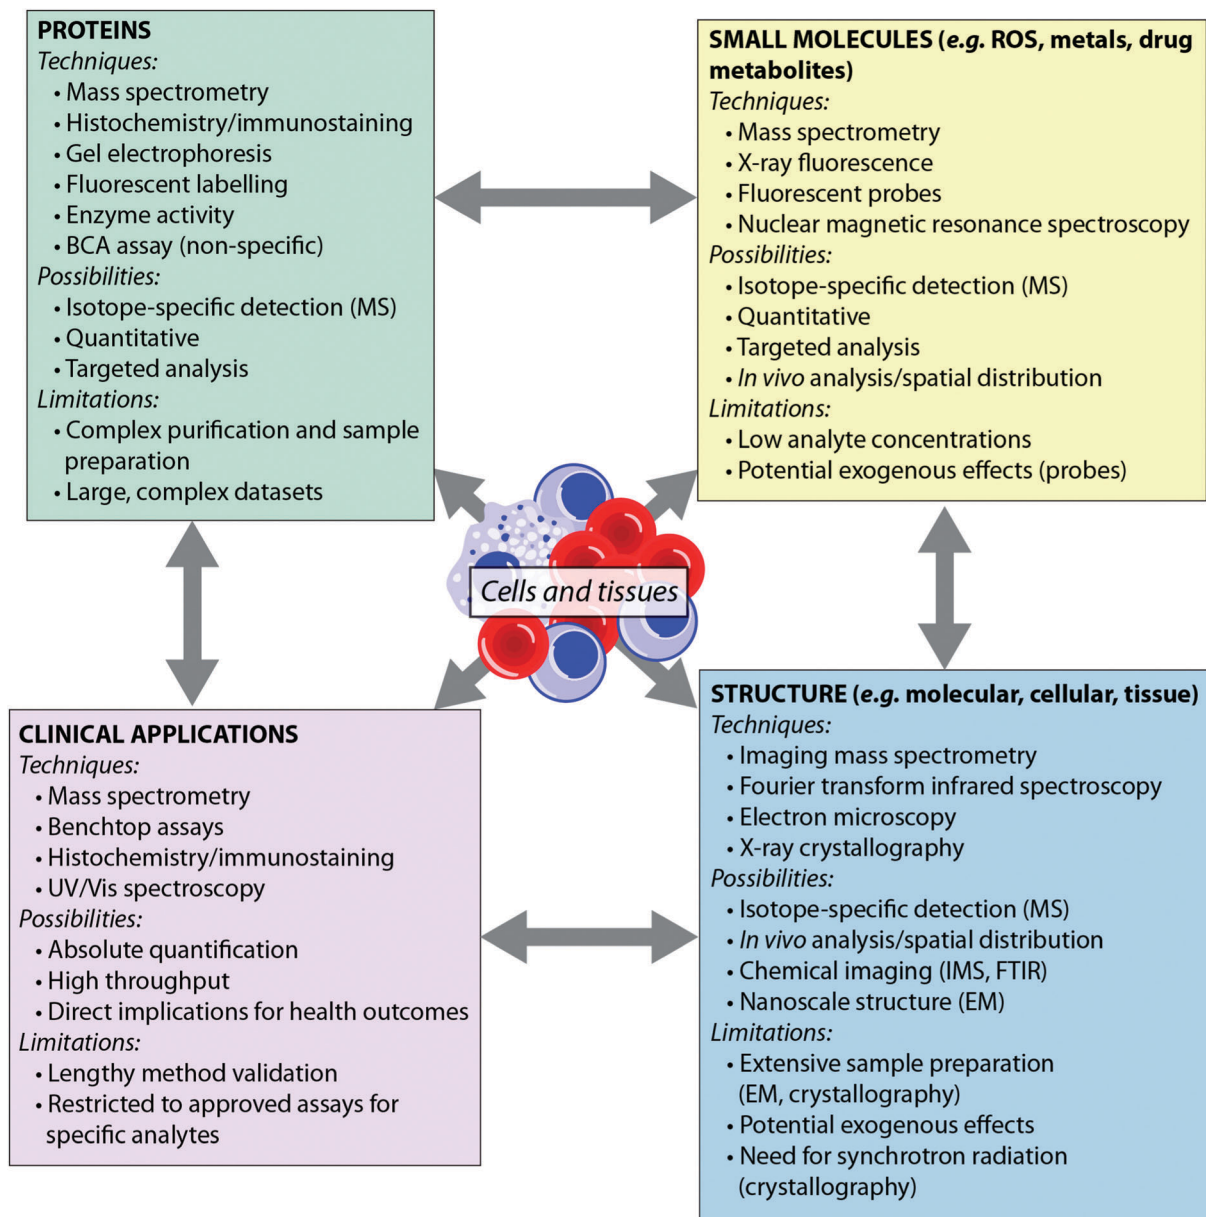 PROTEINS
Techniques:
• Mass spectrometry
• Histochemistry/immunostaining
• Gel electrophoresis
• Fluorescent labelling
• Enzyme activity
• BCA assay (non-specific)
Possibilities:
• Isotope-specific detection (MS)
• Quantitative
• Targeted analysis
Limitations:
• Complex purification and sample
preparation
• Large, complex datasets
SMALL MOLECULES (e.g. ROS, metals, drug
metabolites)
Techniques:
• Mass spectrometry
• X-ray fluorescence
• Fluorescent probes
• Nuclear magnetic resonance spectroscopy
Possibilities:
• Isotope-specific detection (MS)
• Quantitative
• Targeted analysis
• In vivo analysis/spatial distribution
Limitations:
• Low analyte concentrations
• Potential exogenous effects (probes)
Cells and tissues
CLINICAL APPLICATIONS
Techniques:
• Mass spectrometry
• Benchtop assays
• Histochemistry/immunostaining
• UV/Vis spectroscopy
Possibilities:
• Absolute quantification
• High throughput
• Direct implications for health outcomes
Limitations:
• Lengthy method validation
• Restricted to approved assays for
specific analytes
STRUCTURE (e.g. molecular, cellular, tissue)
Techniques:
• Imaging mass spectrometry
• Fourier transform infrared spectroscopy
• Electron microscopy
• X-ray crystallography
Possibilities:
• Isotope-specific detection (MS)
• In vivo analysis/spatial distribution
• Chemical imaging (IMS, FTIR)
• Nanoscale structure (EM)
Limitations:
• Extensive sample preparation
(EM, crystallography)
• Potential exogenous effects
• Need for synchrotron radiation
(crystallography)